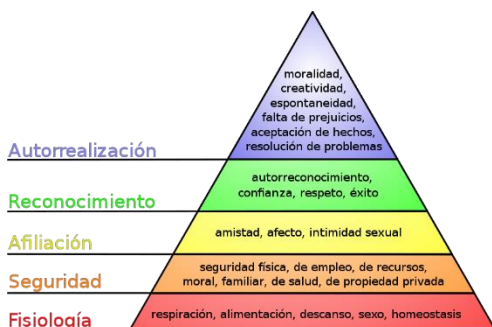 moralidad,
creatividad,
espontaneidad,
falta de prejuicios,
aceptación de hechos,
resolución de problemas
Autorrealización
autorreconocimiento,
confianza, respeto, éxito
Reconocimiento
amistad, afecto, intimidad sexual
Afiliación
seguridad física, de empleo, de recursos,
moral, familiar, de salud, de propiedad privada
Seguridad
respiración, alimentación, descanso, sexo, homeostasis
Fisiología